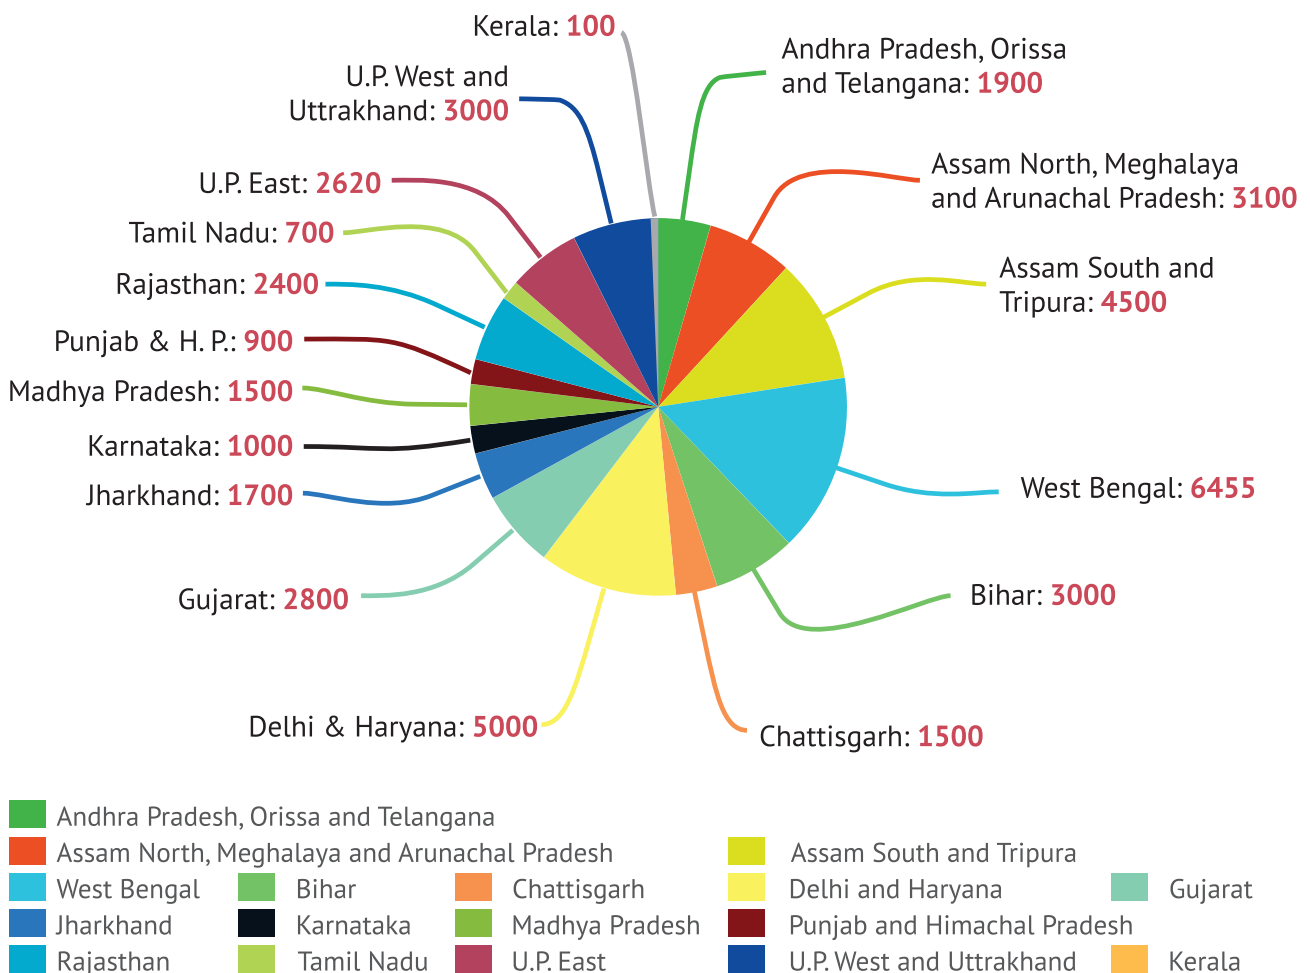 Kerala: 100
Andhra Pradesh, Orissa
and Telangana: 1900
U.P. West and
Uttrakhand: 3000
Assam North, Meghalaya
and Arunachal Pradesh: 3100
U.P. East: 2620
Tamil Nadu: 700
Assam South and
Tripura: 4500
Rajasthan: 2400
Punjab & H. P.: 900
Madhya Pradesh: 1500
Karnataka: 1000
Jharkhand: 1700
West Bengal: 6455
Gujarat: 2800
Bihar: 3000
Delhi & Haryana: 5000
Chattisgarh: 1500
Andhra Pradesh, Orissa and Telangana
Assam North, Meghalaya and Arunachal Pradesh Assam South and Tripura
West Bengal Bihar Chattisgarh Delhi and Haryana Gujarat
Jharkhand Karnataka Madhya Pradesh Punjab and Himachal Pradesh
Rajasthan Tamil Nadu U.P. East U.P. West and Uttrakhand Kerala